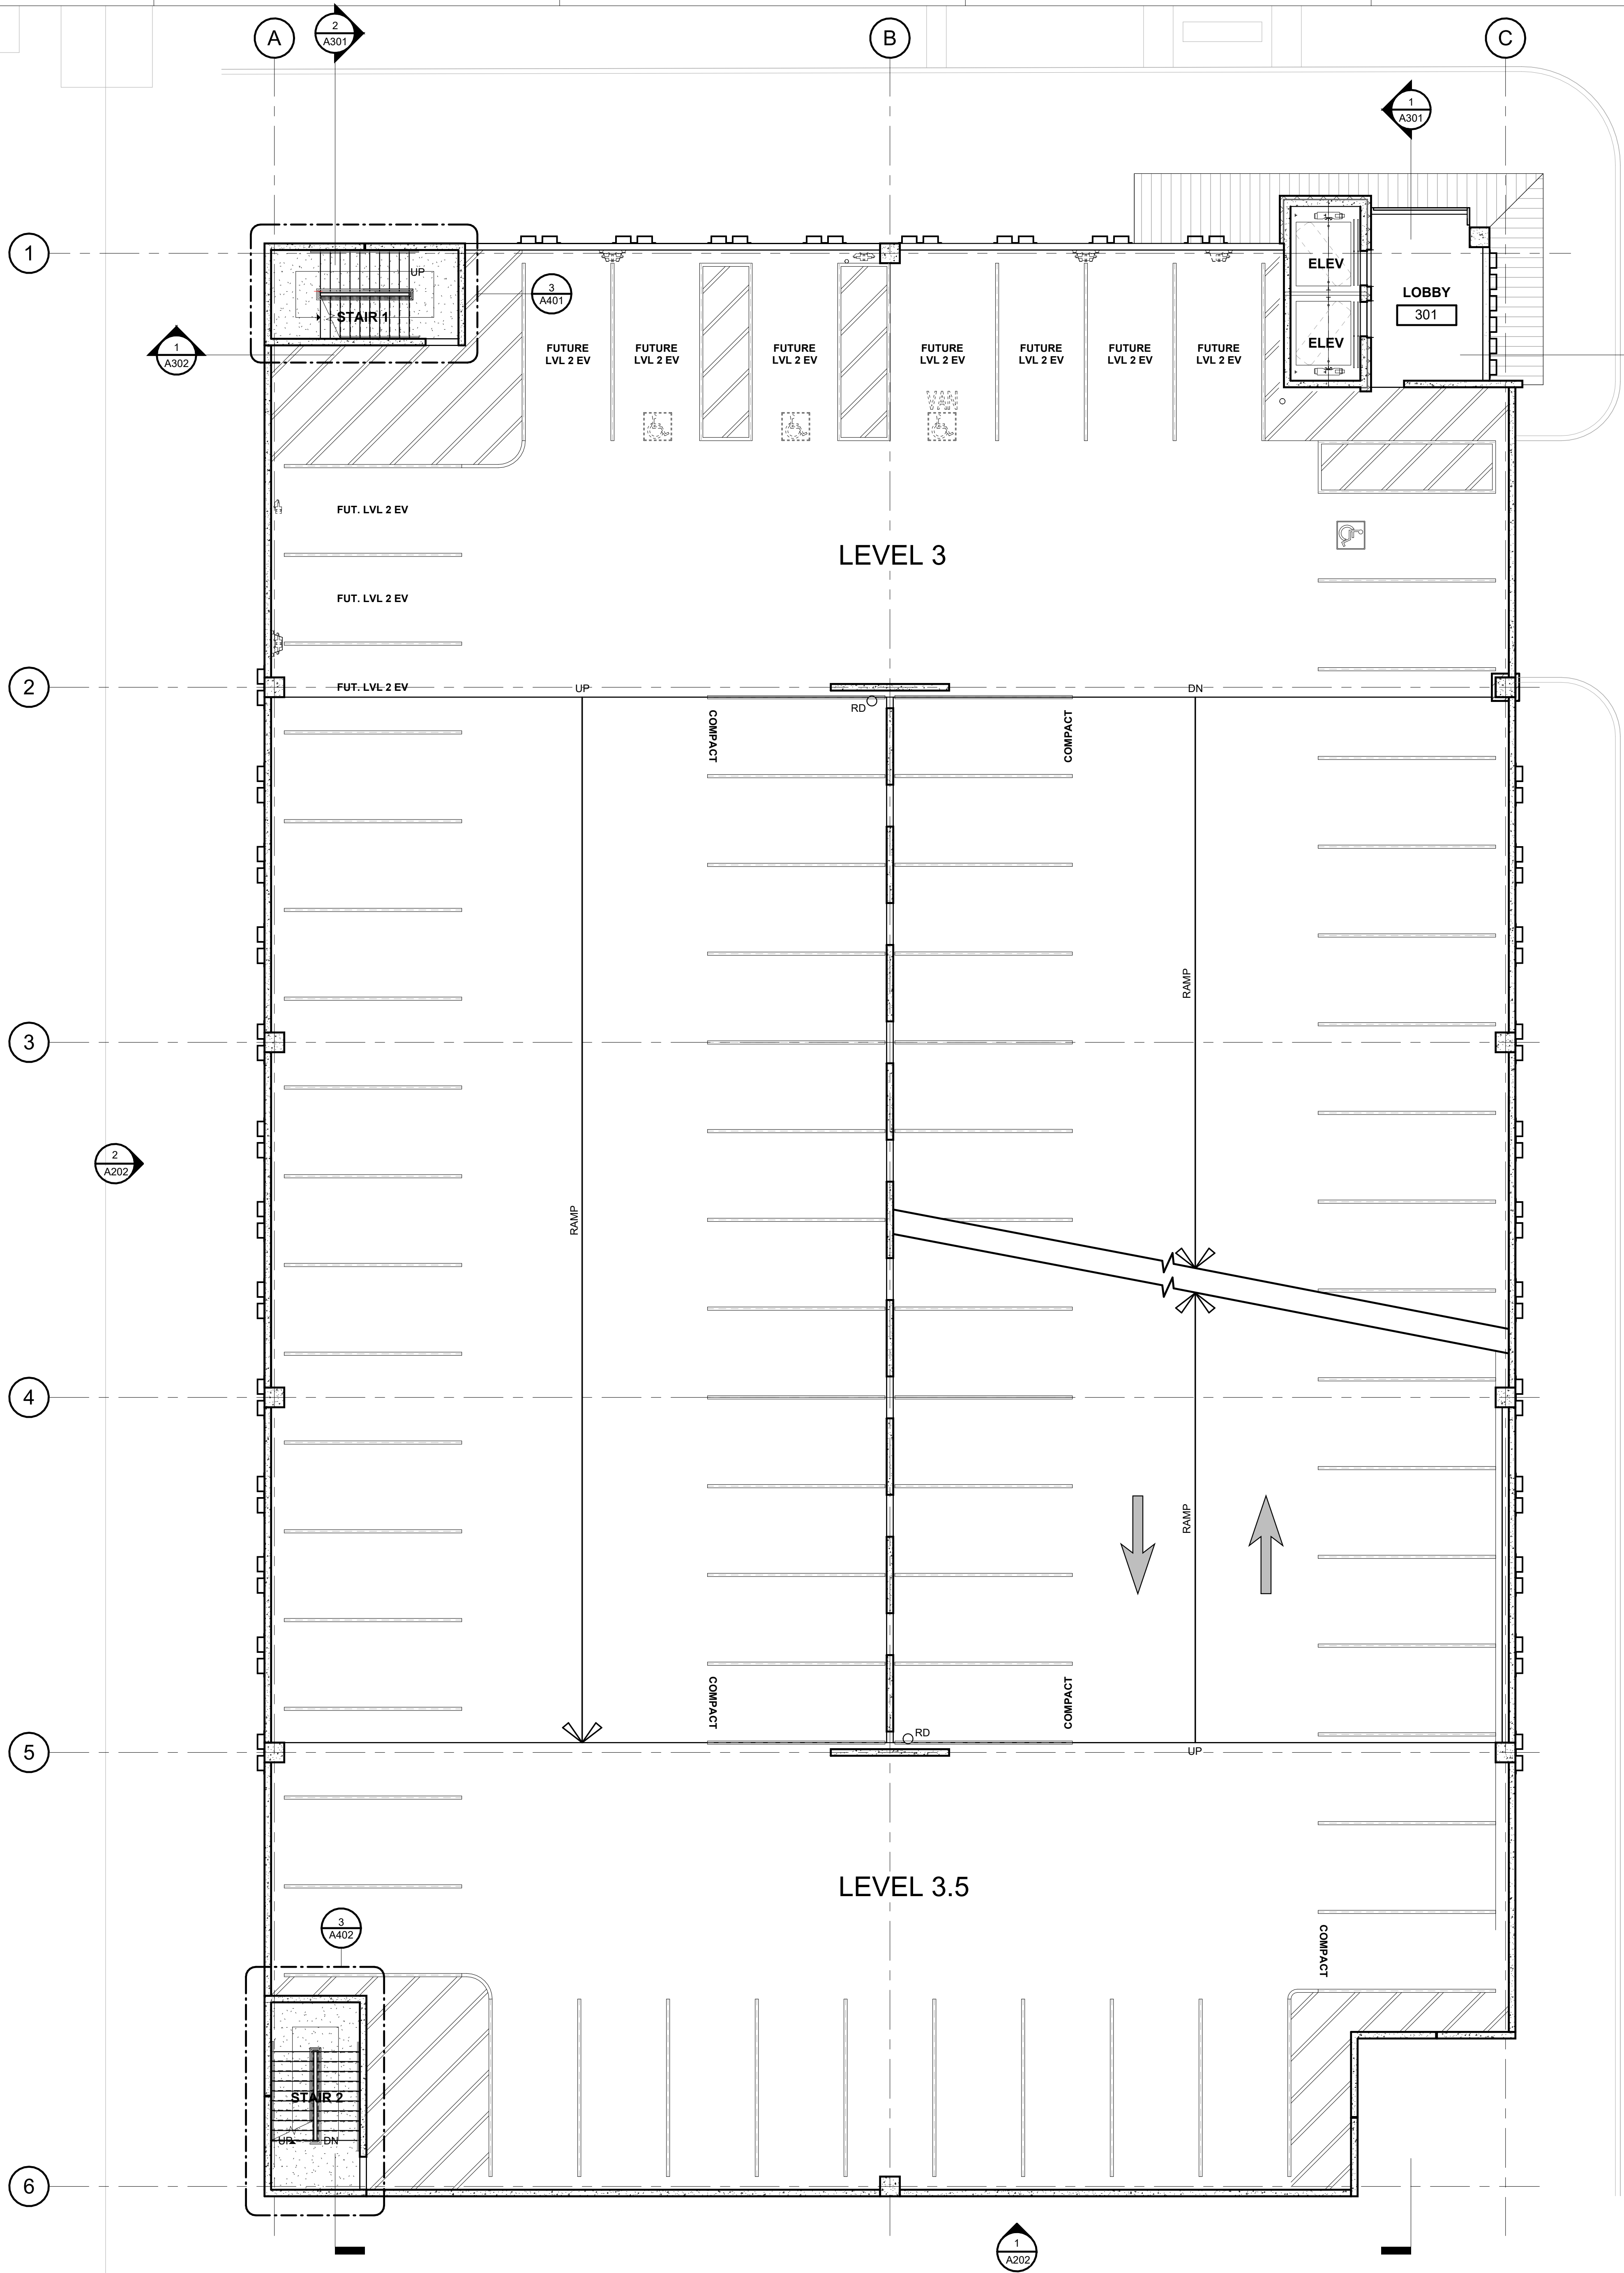 A
2
A301
B
C
1
A301
1
UP
STAIR 1
3
A401
1
A302
ELEV
ELEV
LOBBY
301
FUTURE
LVL 2 EV
FUTURE
LVL 2 EV
FUTURE
LVL 2 EV
FUTURE
LVL 2 EV
FUTURE
LVL 2 EV
FUTURE
LVL 2 EV
FUTURE
LVL 2 EV
VAN
FUT. LVL 2 EV
LEVEL 3
FUT. LVL 2 EV
2
FUT. LVL 2 EV
UP
DN
RD
COMPACT
COMPACT
RAMP
3
2
A202
RAMP
4
RAMP
COMPACT
COMPACT
RD
5
UP
LEVEL 3.5
3
A402
COMPACT
STAIR 2
UP
DN
6
1
A202